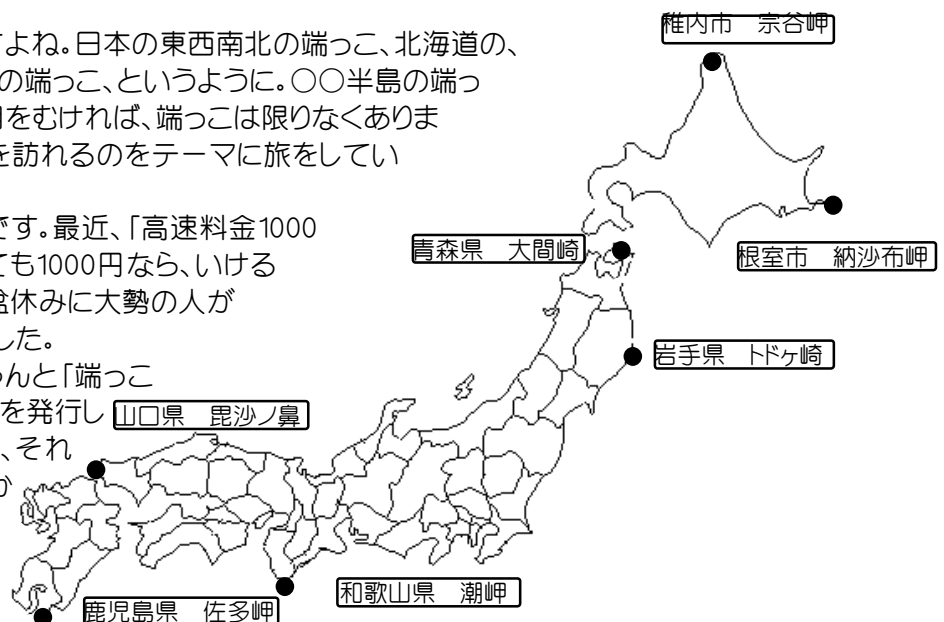 よね。日本の東西南北の端っこ、北海道の、
の端っこ、というように。○○半島の端っ
をむければ、端っこは限りなくありま
を訪れるのをテーマに旅をしてい
です。最近、「高速料金1000
ても1000円なら、いける
盆休みに大勢の人が
した。
んと「端っこ
を発行し
、それ
か
稚内市 宗谷岬
青森県 大間崎
根室市 納沙布岬
岩手県 トドヶ崎
山口県 毘沙ノ鼻
和歌山県 潮岬
鹿児島県 佐多岬